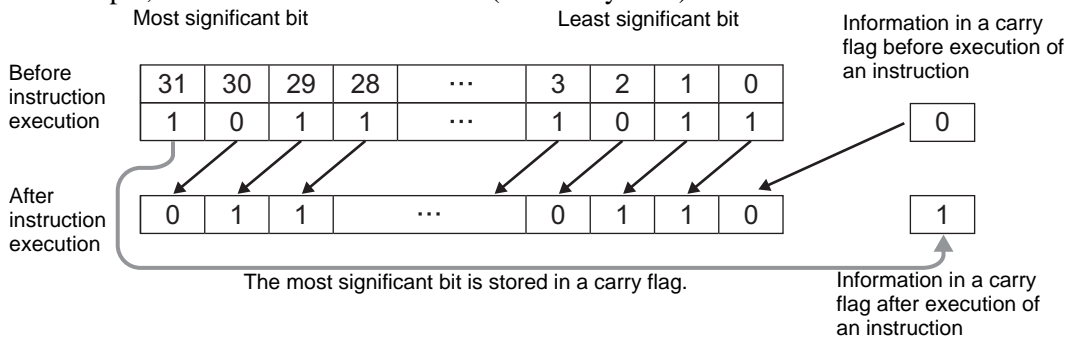 Most significant bit
Least significant bit
Information in a carry
flag before execution of
an instruction
Before
instruction
execution
31 30 29 28 ... 3 2 1 0
1 0 1 1 ... 1 0 1 1
0
After
instruction
execution
0 1 1 ... 0 1 1 0
1
The most significant bit is stored in a carry flag.
Information in a carry
flag after execution of
an instruction